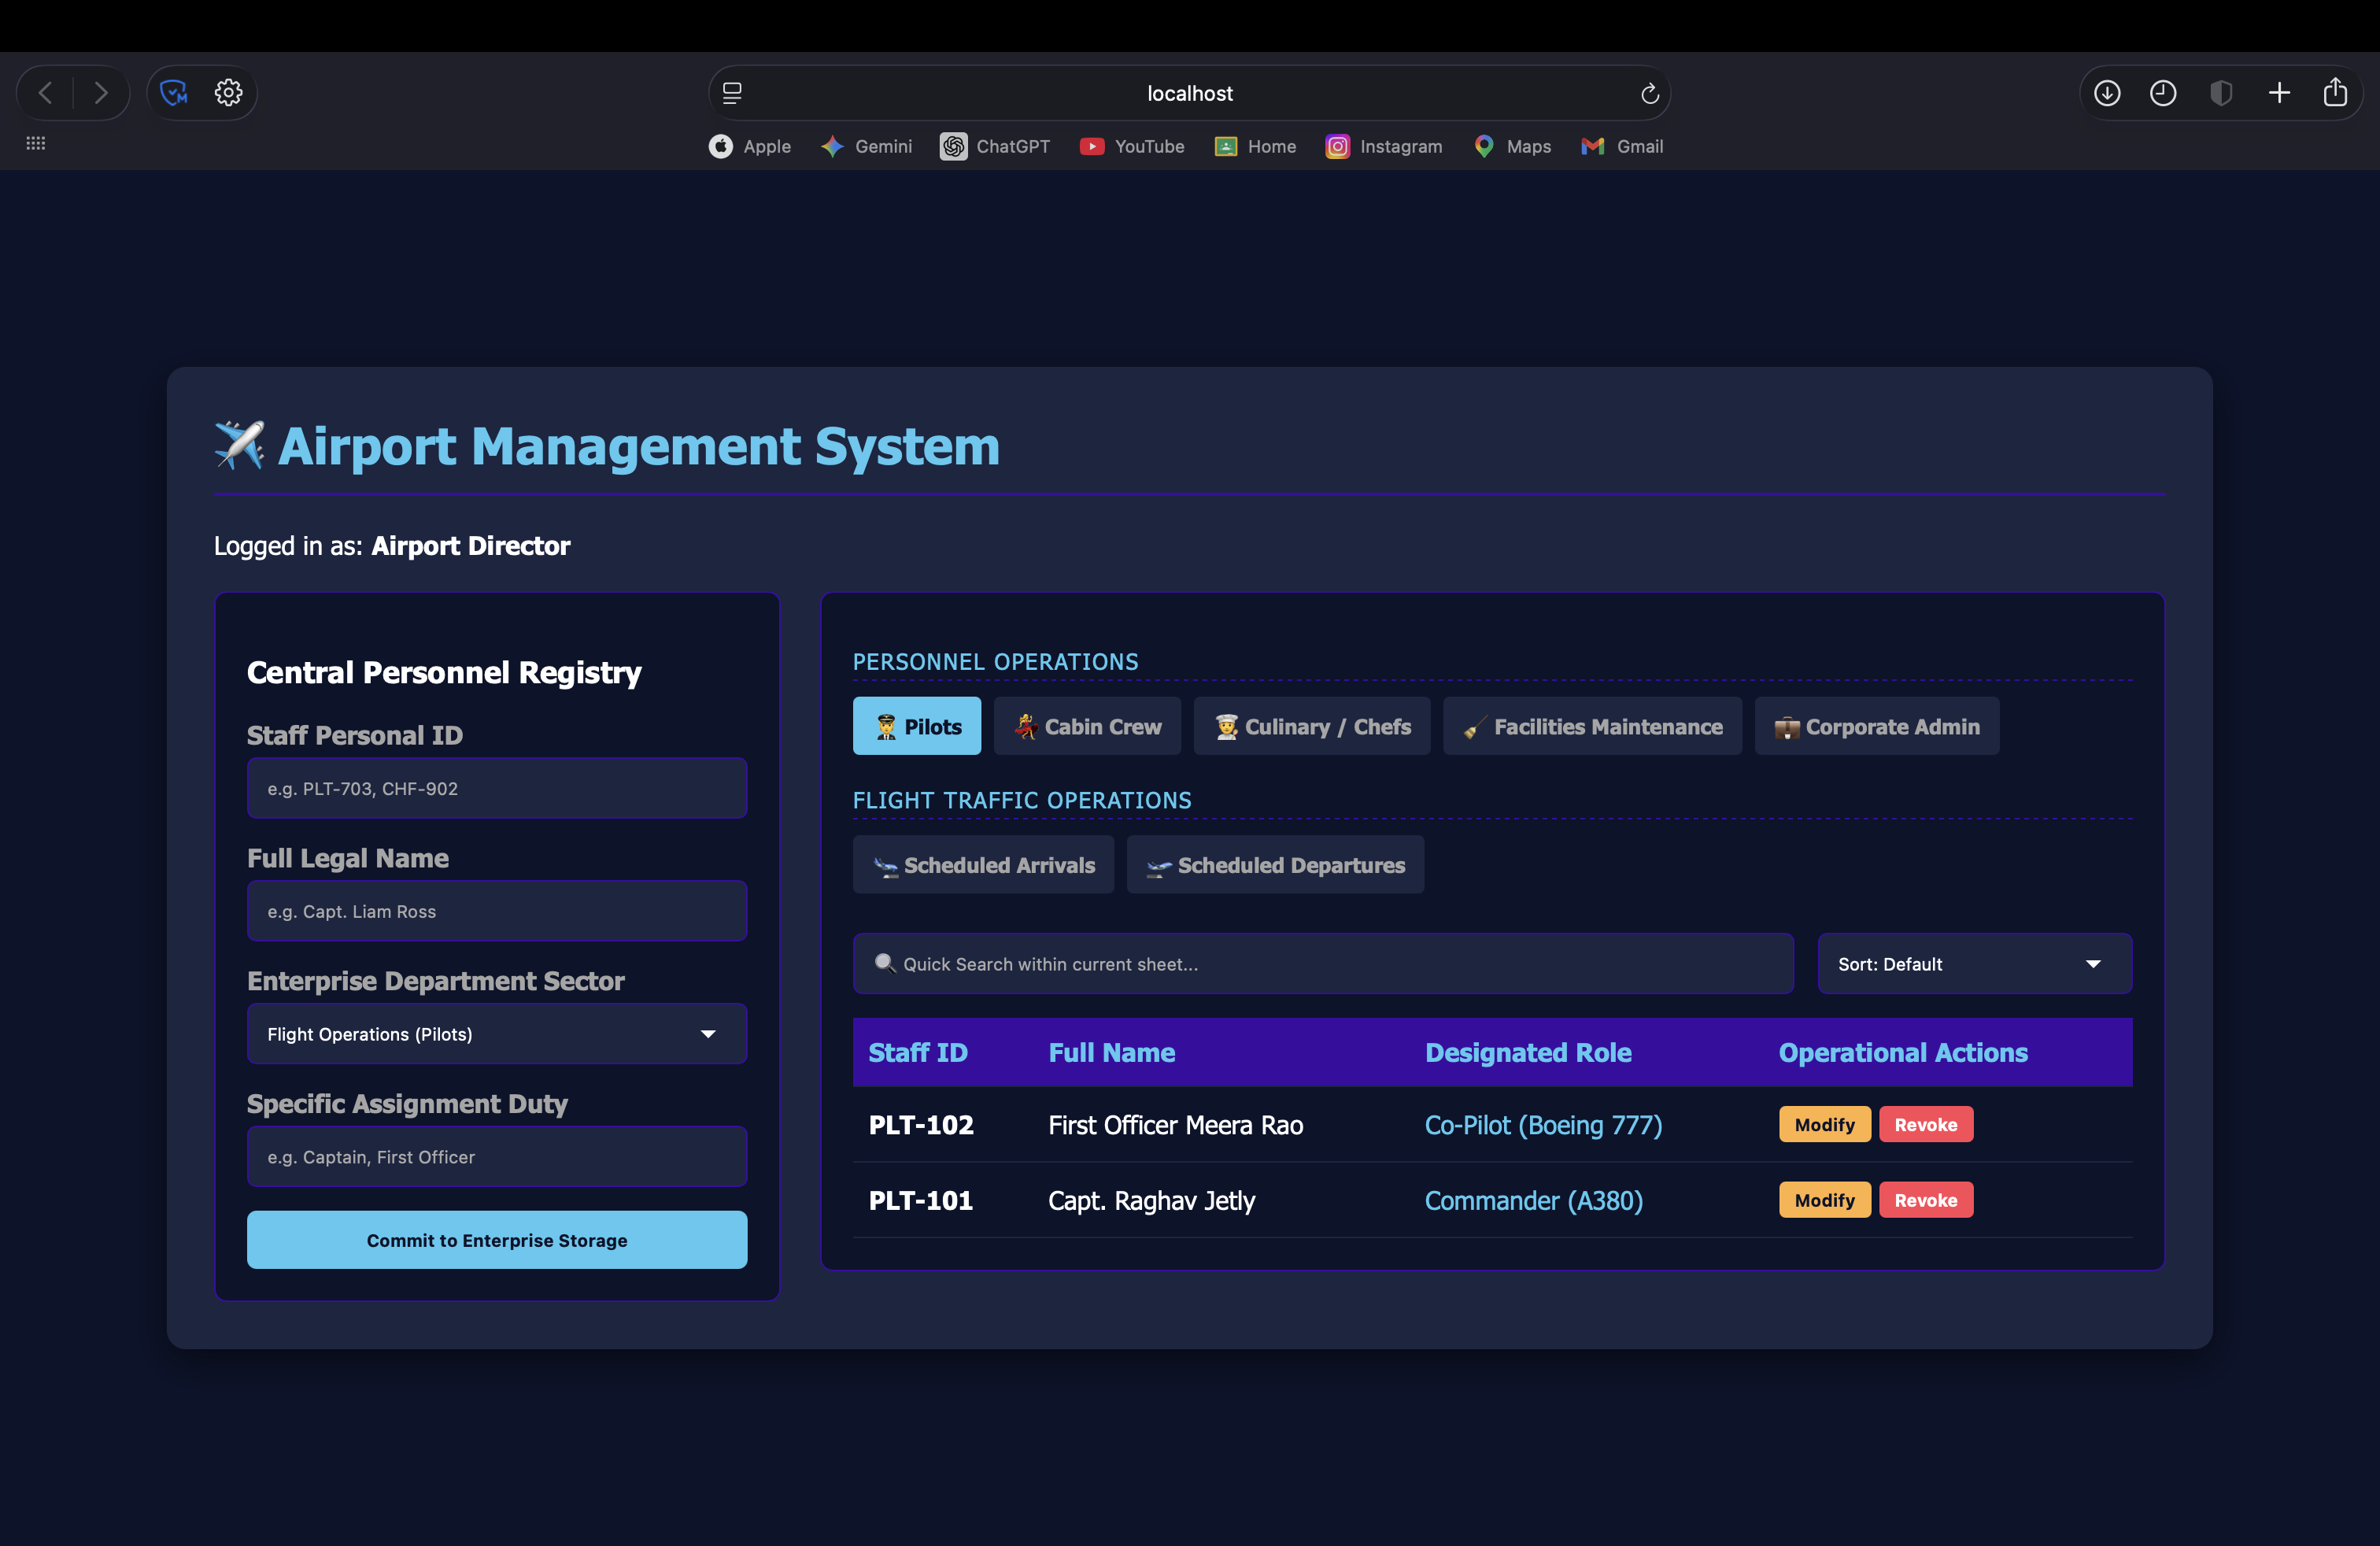 localhost
Apple
Gemini
ChatGPT
YouTube
Home
Instagram
Maps
Gmail
Airport Management System
Logged in as: Airport Director
Central Personnel Registry
Staff Personal ID
e.g. PLT-703, CHF-902
Full Legal Name
e.g. Capt. Liam Ross
Enterprise Department Sector
Flight Operations (Pilots)
Specific Assignment Duty
e.g. Captain, First Officer
Commit to Enterprise Storage
PERSONNEL OPERATIONS
Pilots
Cabin Crew
Culinary / Chefs
Facilities Maintenance
Corporate Admin
FLIGHT TRAFFIC OPERATIONS
Scheduled Arrivals
Scheduled Departures
Quick Search within current sheet...
Sort: Default
Staff ID Full Name Designated Role Operational Actions
PLT-102 First Officer Meera Rao Co-Pilot (Boeing 777) Modify Revoke
PLT-101 Capt. Raghav Jetly Commander (A380) Modify Revoke